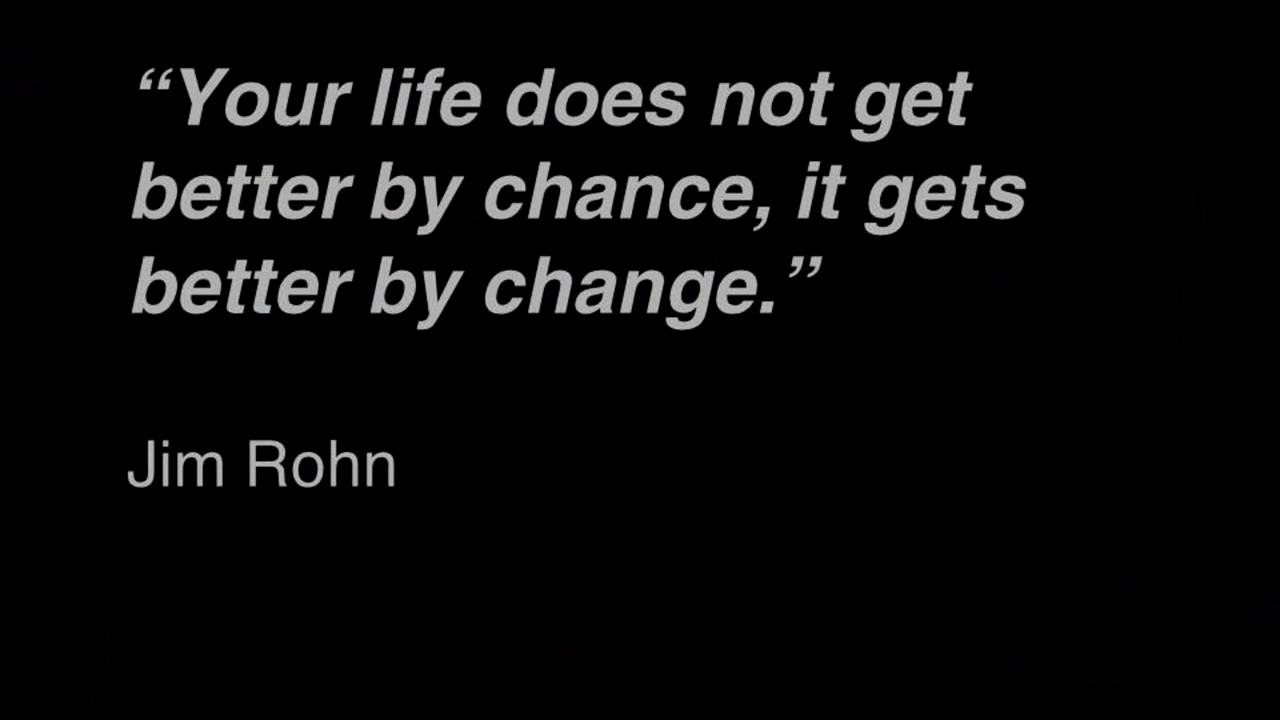 “Your life does not get
better by chance, it gets
better by change.”
Jim Rohn